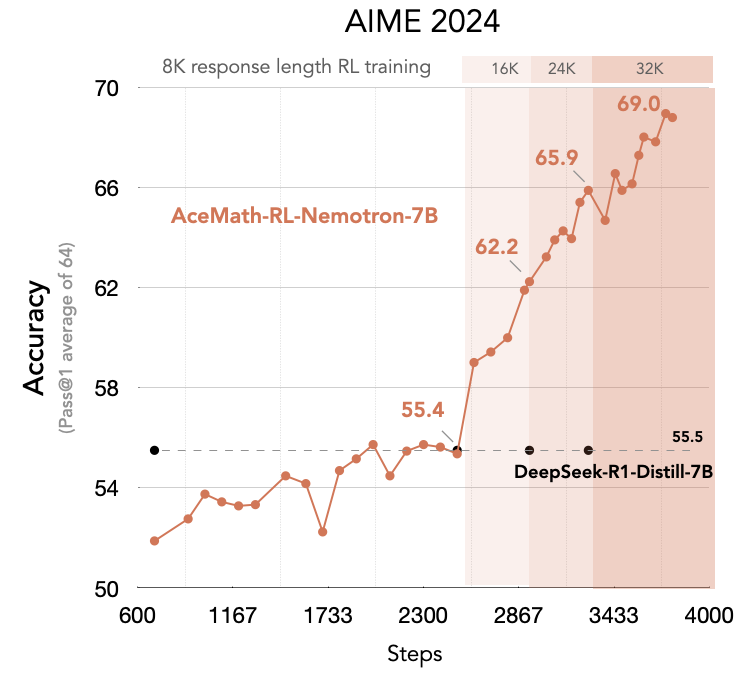 AIME 2024
8K response length RL training
16K
24K
32K
70
69.0
65.9
66
AceMath-RL-Nemotron-7B
62.2
62
Accuracy
(Pass@1 average of 64)
58
55.4
55.5
DeepSeek-R1-Distill-7B
54
50
600 1167 1733 2300 2867 3433 4000
Steps